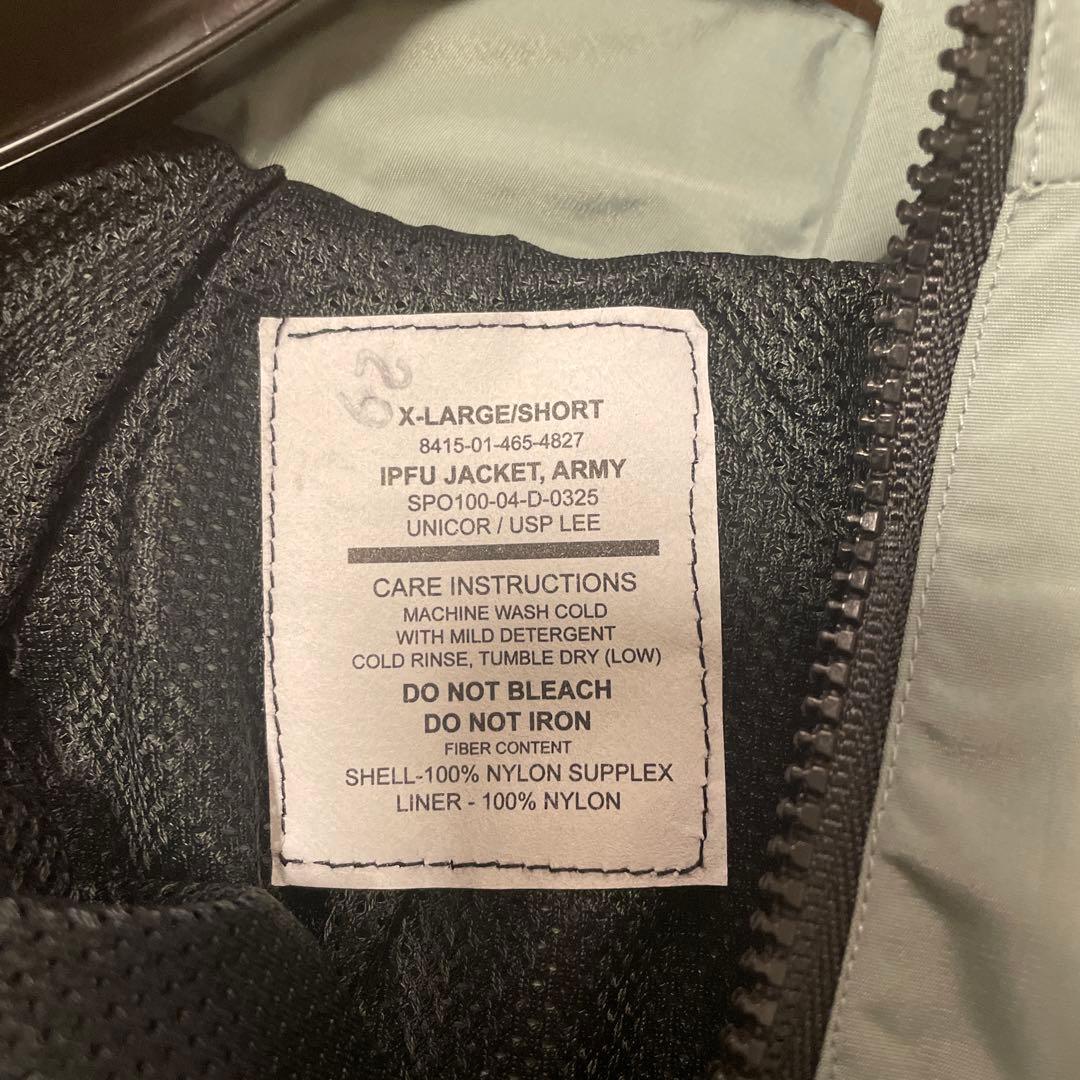 X-LARGE/SHORT
8415-01-465-4827
IPFU JACKET, ARMY
SPO100-04-D-0325
UNICOR / USP LEE
CARE INSTRUCTIONS
MACHINE WASH COLD
WITH MILD DETERGENT
COLD RINSE, TUMBLE DRY (LOW)
DO NOT BLEACH
DO NOT IRON
FIBER CONTENT
SHELL-100% NYLON SUPPLEX
LINER - 100% NYLON